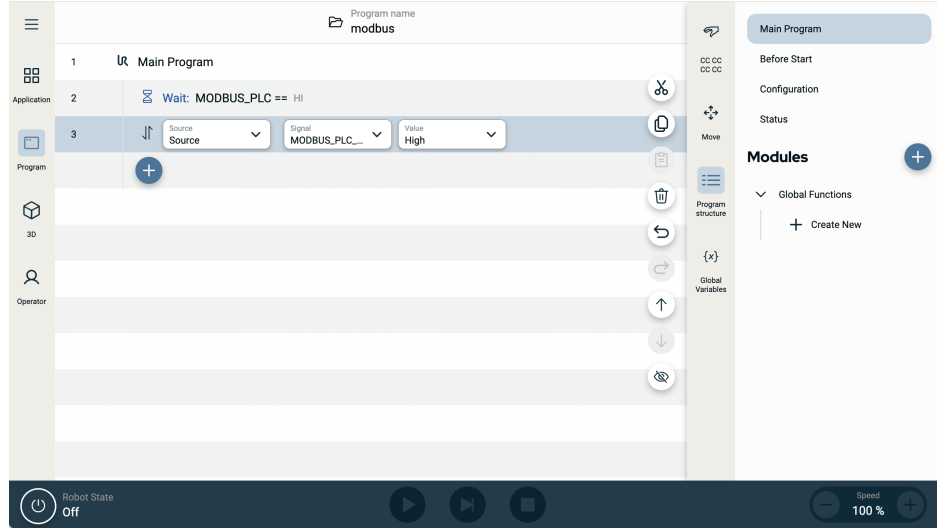 Program name
modbus
Application
Program
3D
Operator
1 Main Program
2 Wait: MODBUS_PLC == HI
3
Source
Source
Signal
MODBUS_PLC_...
Value
High
CC CC
CC CC
Move
Program
structure
{x}
Global
Variables
Main Program
Before Start
Configuration
Status
Modules
Global Functions
Create New
Robot State
Off
Speed
100 %